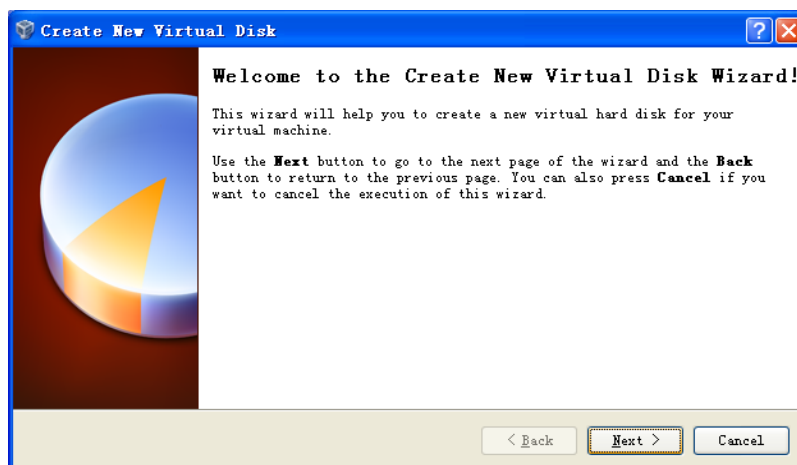 Create New Virtual Disk
?
Welcome to the Create New Virtual Disk Wizard!
This wizard will help you to create a new virtual hard disk for your
virtual machine.
Use the Next button to go to the next page of the wizard and the Back
button to return to the previous page. You can also press Cancel if you
want to cancel the execution of this wizard.
< Back
Next >
Cancel